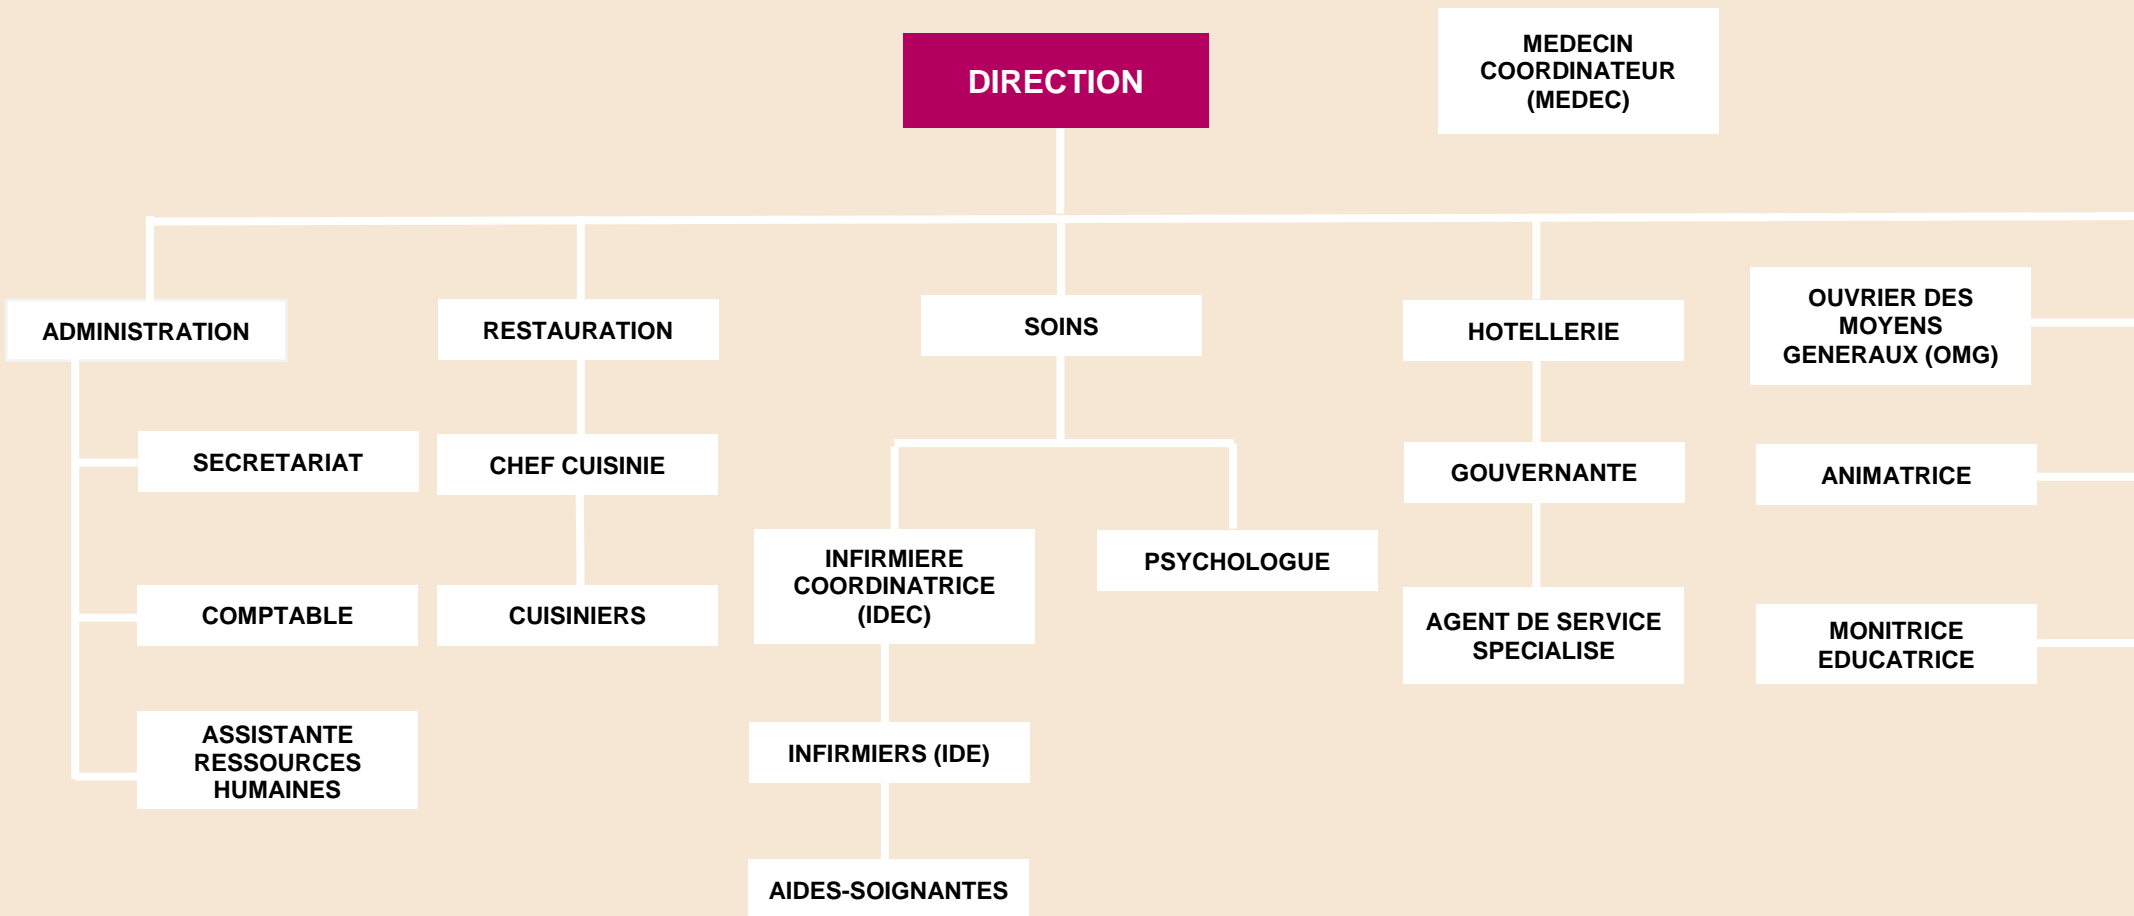 DIRECTION
MEDECIN
COORDINATEUR
(MEDEC)
ADMINISTRATION
RESTAURATION
SOINS
HOTELLERIE
OUVRIER DES
MOYENS
GENERAUX (OMG)
SECRETARIAT
CHEF CUISINIE
GOUVERNANTE
ANIMATRICE
INFIRMIERE
COORDINATRICE
(IDEC)
PSYCHOLOGUE
COMPTABLE
CUISINIERS
AGENT DE SERVICE
SPECIALISE
MONITRICE
EDUCATRICE
ASSISTANTE
RESSOURCES
HUMAINES
INFIRMIERS (IDE)
AIDES-SOIGNANTES